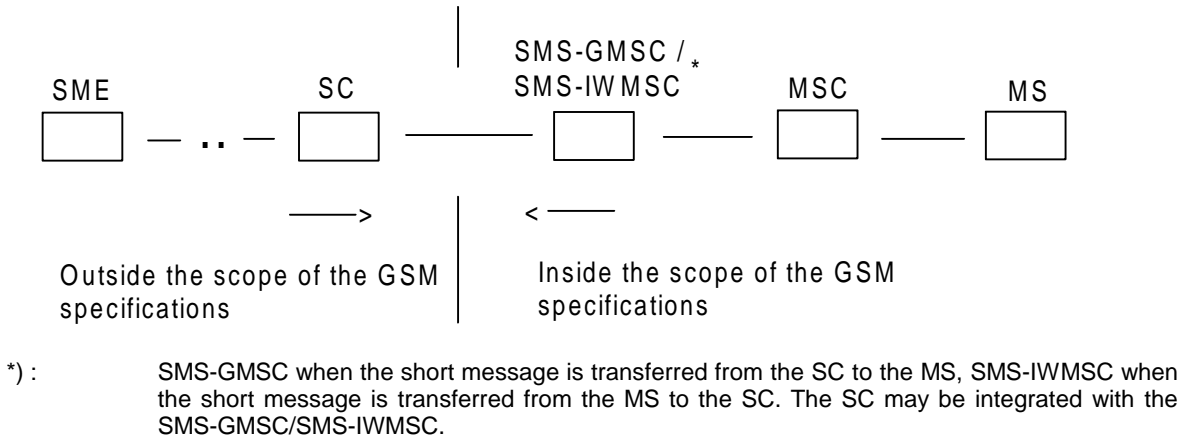 SMS-GMSC / *
SME SC SMS-IWMSC MSC MS
Outside the scope of the GSM
specifications
Inside the scope of the GSM
specifications
*) : SMS-GMSC when the short message is transferred from the SC to the MS, SMS-IWMSC when
the short message is transferred from the MS to the SC. The SC may be integrated with the
SMS-GMSC/SMS-IWMSC.